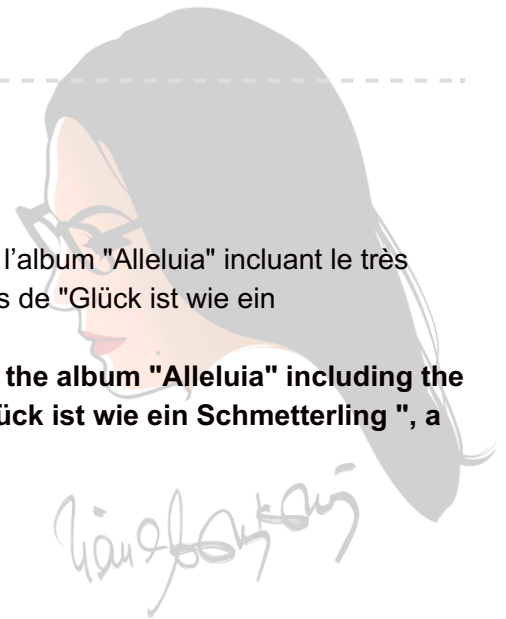 l’album "Alleluia" incluant le très
s de "Glück ist wie ein
the album "Alleluia" including the
ück ist wie ein Schmetterling ", a